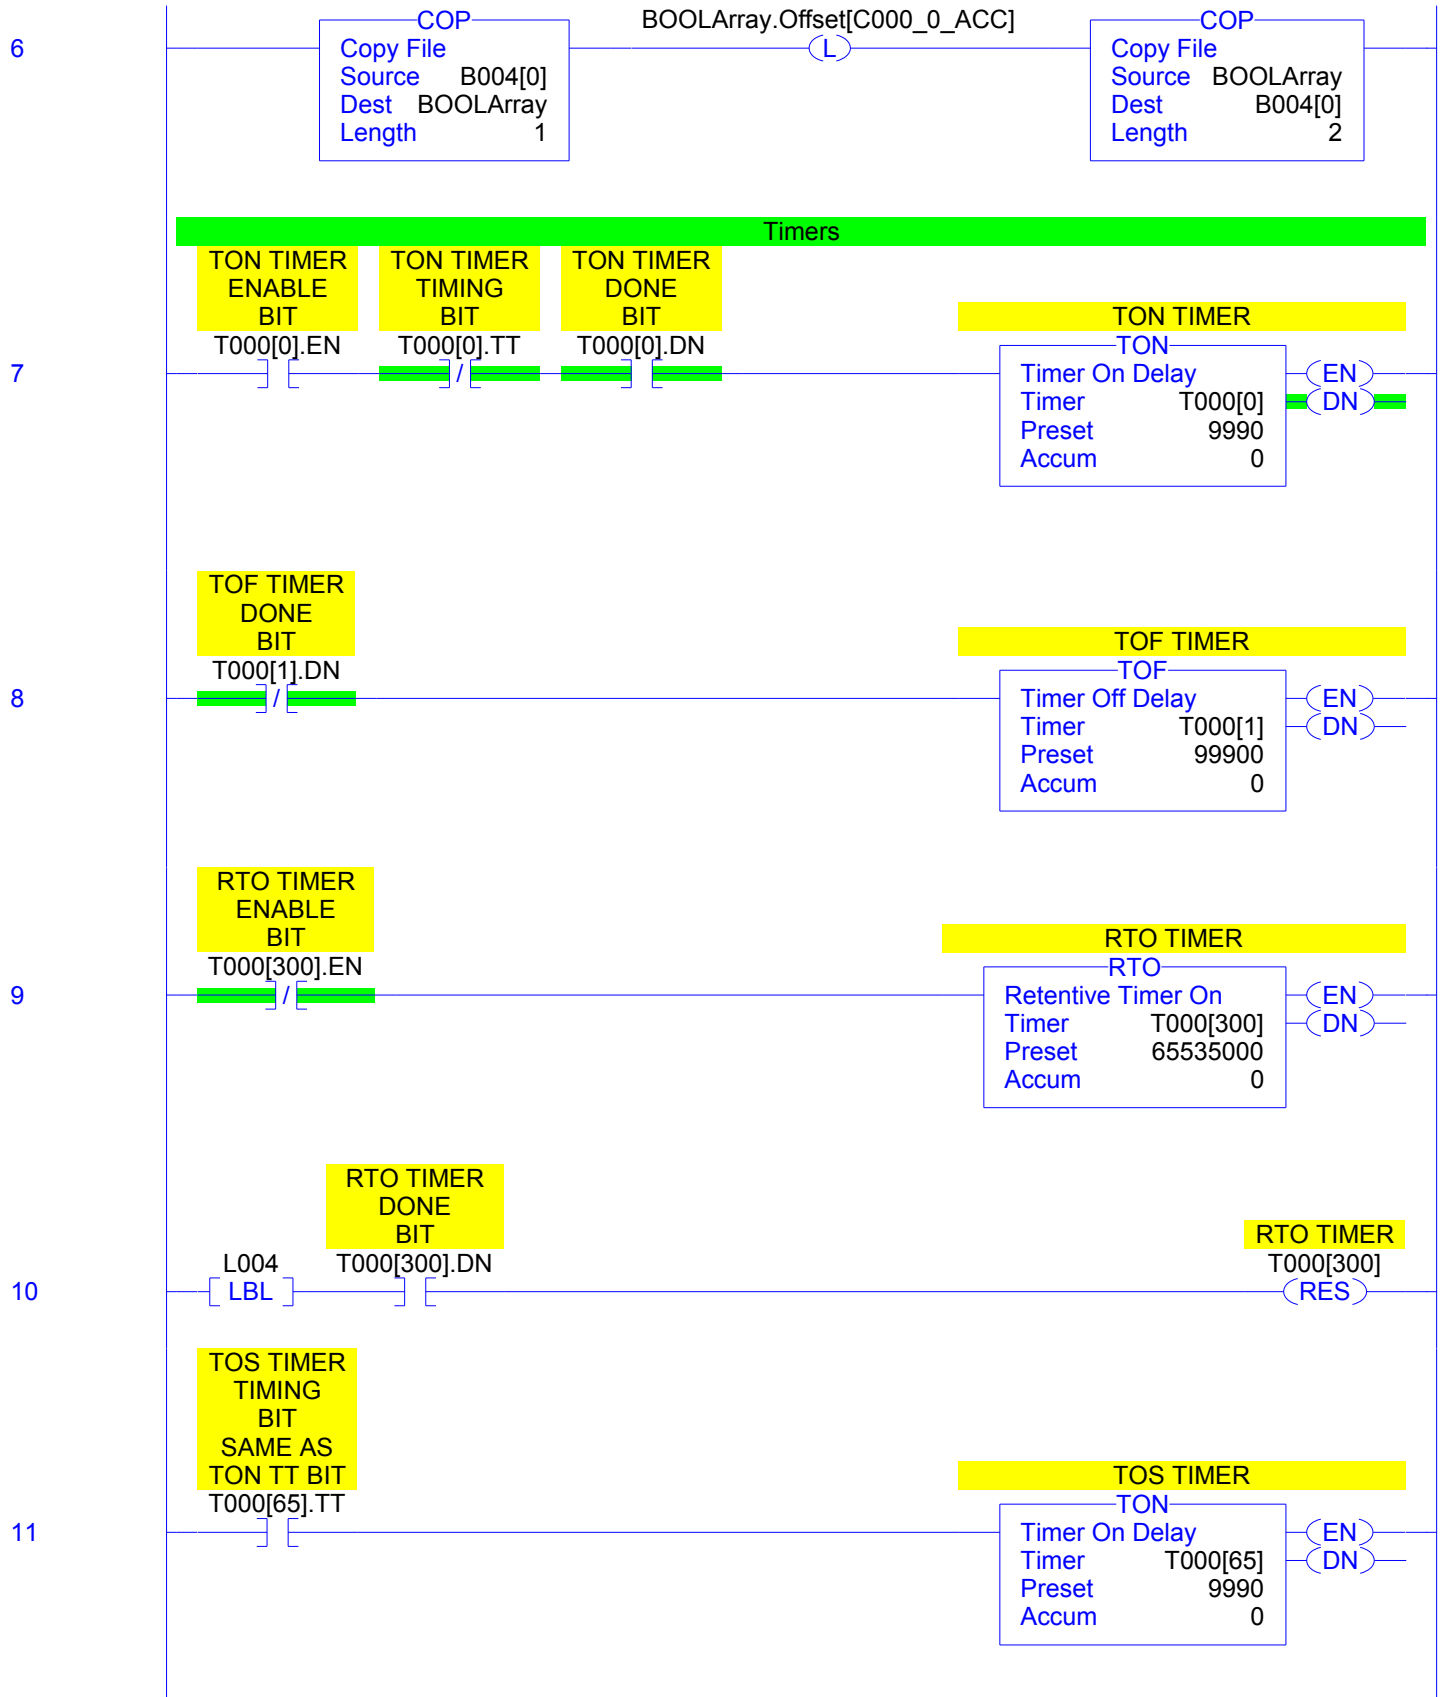 6
COP
Copy File
Source B004[0]
Dest BOOLArray
Length 1
BOOLArray.Offset[C000_0_ACC]
L
COP
Copy File
Source BOOLArray
Dest B004[0]
Length 2
Timers
7
TON TIMER
ENABLE
BIT
T000[0].EN
TON TIMER
TIMING
BIT
T000[0].TT
/
TON TIMER
DONE
BIT
T000[0].DN
TON TIMER
TON
Timer On Delay
Timer T000[0]
Preset 9990
Accum 0
EN
DN
8
TOF TIMER
DONE
BIT
T000[1].DN
/
TOF TIMER
TOF
Timer Off Delay
Timer T000[1]
Preset 99900
Accum 0
EN
DN
9
RTO TIMER
ENABLE
BIT
T000[300].EN
/
RTO TIMER
RTO
Retentive Timer On
Timer T000[300]
Preset 65535000
Accum 0
EN
DN
10
L004
LBL
RTO TIMER
DONE
BIT
T000[300].DN
RTO TIMER
T000[300]
RES
11
TOS TIMER
TIMING
BIT
SAME AS
TON TT BIT
T000[65].TT
TOS TIMER
TON
Timer On Delay
Timer T000[65]
Preset 9990
Accum 0
EN
DN